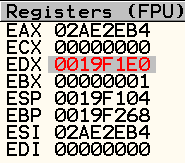 Registers (FPU)
EAX 02AE2EB4
ECX 00000000
EDX 0019F1E0
EBX 00000001
ESP 0019F104
EBP 0019F268
ESI 02AE2EB4
EDI 00000000